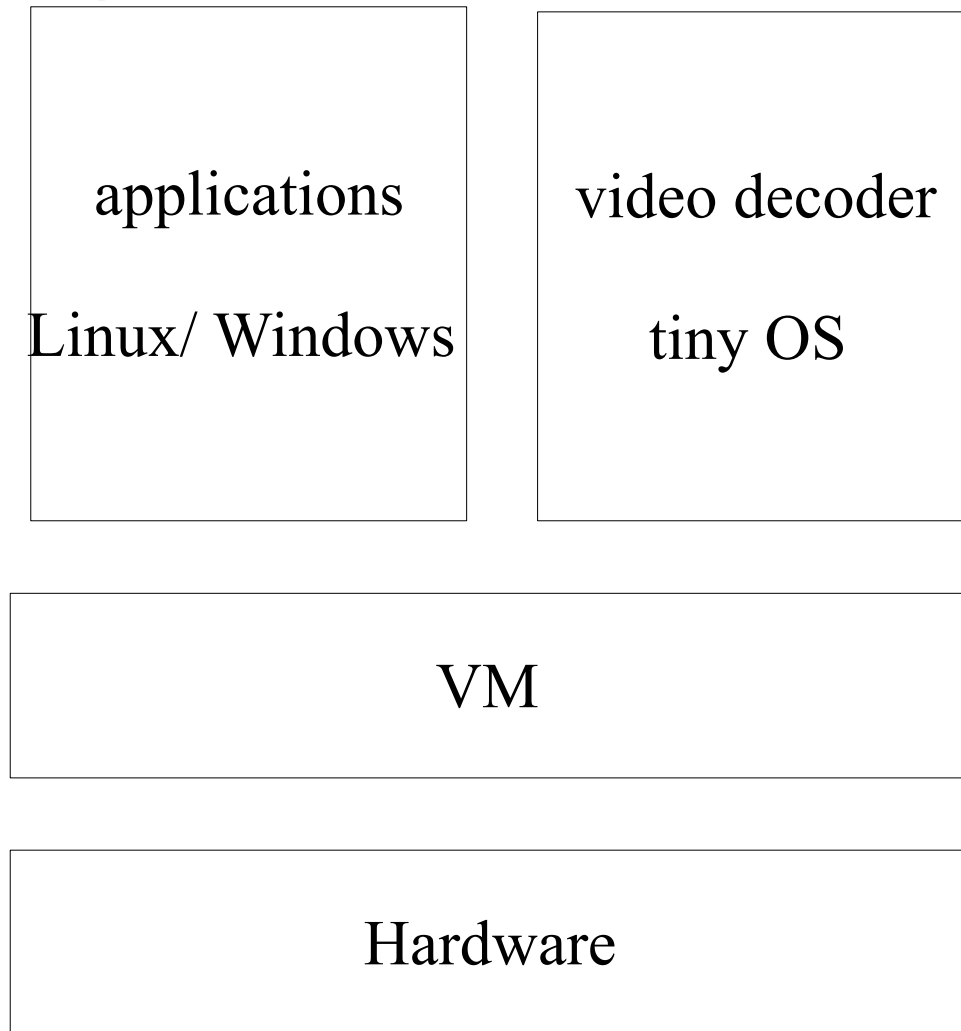 applications
Linux/ Windows
video decoder
tiny OS
VM
Hardware